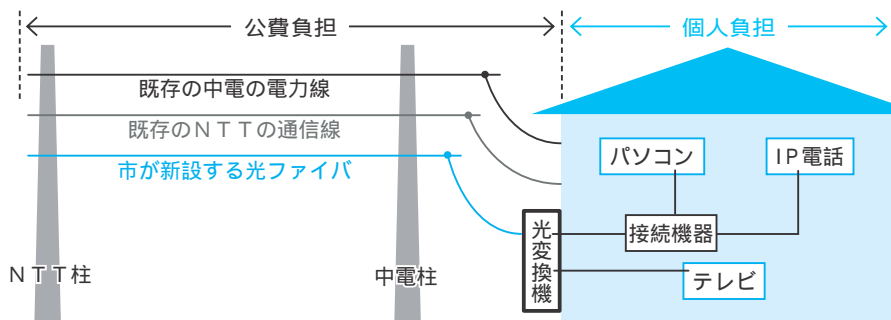 公費負担
個人負担
既存の中電の電力線
既存のＮＴＴの通信線
市が新設する光ファイバ
パソコン
IP電話
光変換機
接続機器
テレビ
ＮＴＴ柱
中電柱